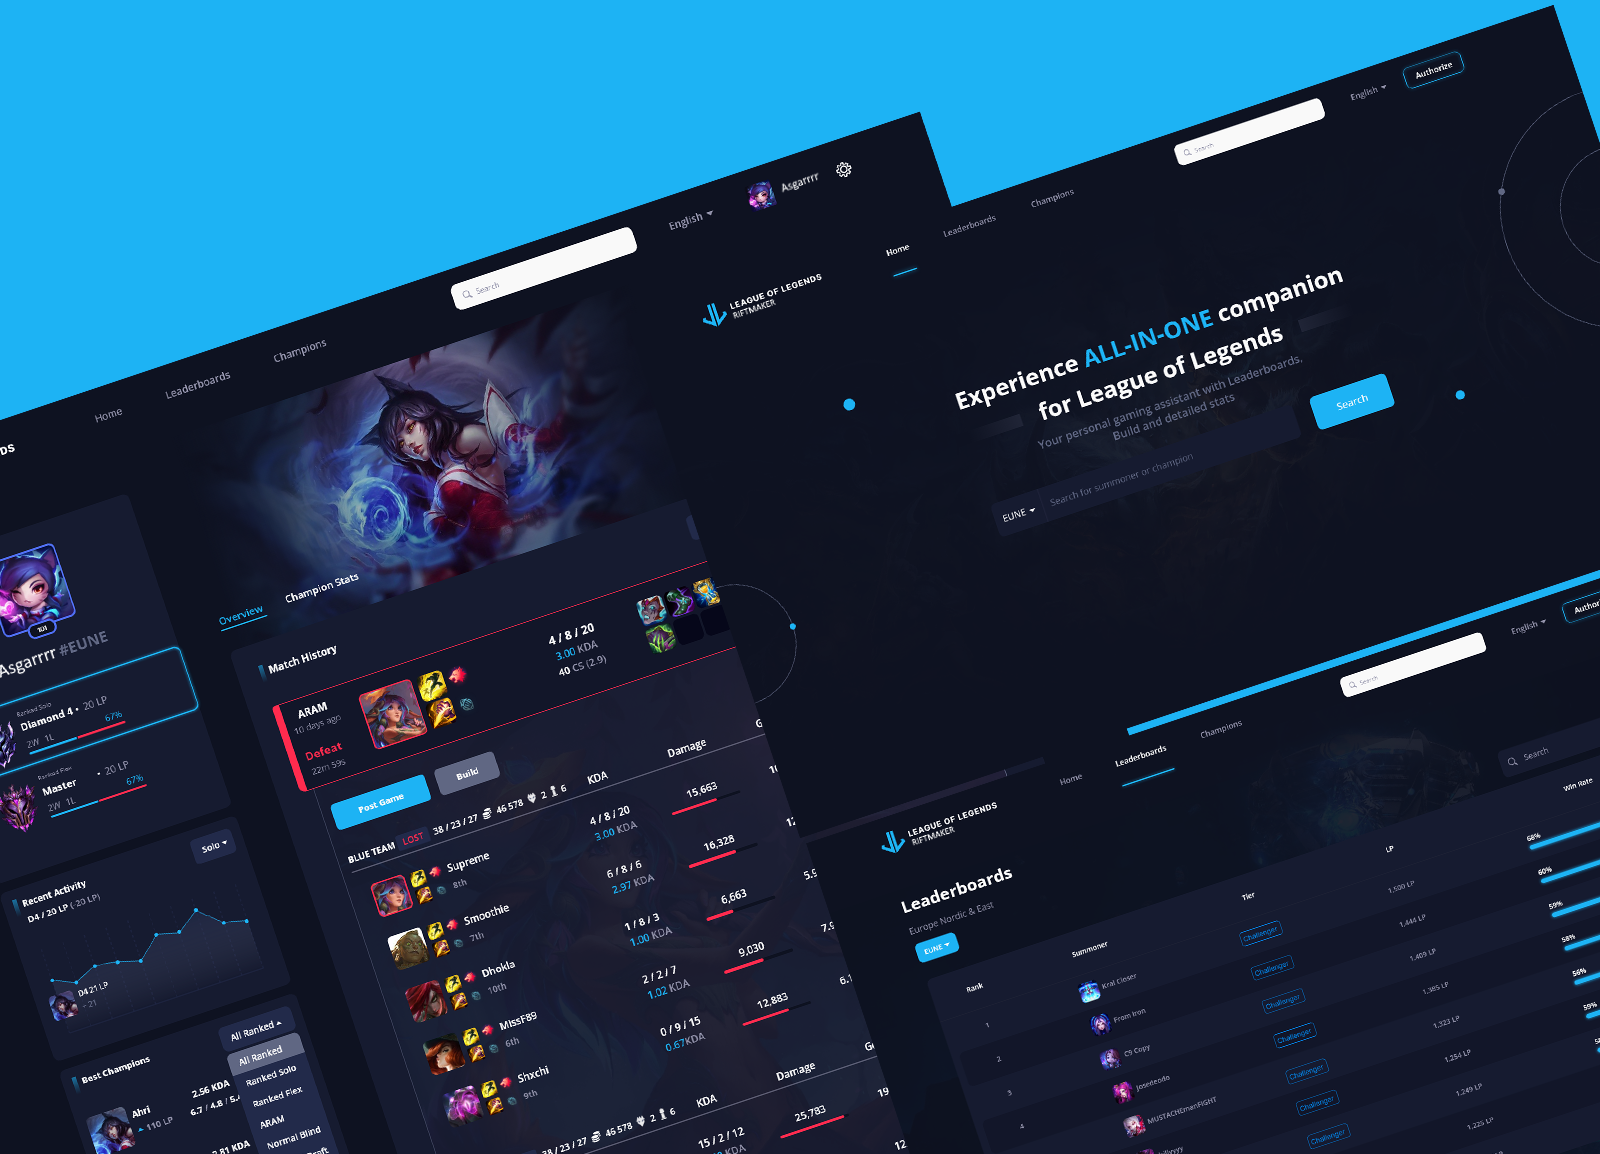 DS
Home
Leaderboards
Champions
Search
English
Asgarrrr
Overview
Champion Stats
Asgarrrr #EUNE
Ranked Solo
Diamond 4 • 20 LP
2W 1L
67%
Ranked Flex
Master • 20 LP
2W 1L
67%
Recent Activity
Solo
D4 / 20 LP (-20 LP)
D4 21 LP
- 21
Best Champions
All Ranked
All Ranked
Ranked Solo
Ranked Flex
ARAM
Normal Blind
Draft
Ahri
110 LP
2.56 KDA
6.7 / 4.8 / 5.
2.81 KDA
Match History
ARAM
10 days ago
Defeat
22m 59s
4 / 8 / 20
3.00 KDA
40 CS (2.9)
Post Game
Build
BLUE TEAM LOST 38 / 23 / 27 46 578 2 6 KDA Damage G
Supreme
8th
4 / 8 / 20
3.00 KDA
15,663
Smoothie
7th
6 / 8 / 6
2.97 KDA
16,328
12
Dhokla
10th
1 / 8 / 3
1.00 KDA
6,663
5.9
MissF89
6th
2 / 2 / 7
1.02 KDA
9,030
7.9
Shxchi
9th
0 / 9 / 15
0.67KDA
12,883
6.1
38 / 23 / 27 46 578 2 6 KDA Damage Go
15 / 2 / 12
KDA
25,783
19
12
LEAGUE OF LEGENDS
RIFTMAKER
Home
Leaderboards
Champions
Search
English
Authorize
Experience ALL-IN-ONE companion
for League of Legends
Your personal gaming assistant with Leaderboards,
Build and detailed stats
EUNE
Search for summoner or champion
Search
LEAGUE OF LEGENDS
RIFTMAKER
Home
Leaderboards
Champions
Search
English
Author
Leaderboards
Europe Nordic & East
EUNE
Search
Rank Summoner Tier LP Win Rate
1 Kral Closer Challenger 1,500 LP 68%
2 From Iron Challenger 1,444 LP 60%
3 C9 Copy Challenger 1,409 LP 59%
4 Josedeodo Challenger 1,385 LP 58%
MUSTACHEmanFIGHT Challenger 1,323 LP 56%
Challenger 1,254 LP 59%
Challenger 1,249 LP
1,225 LP